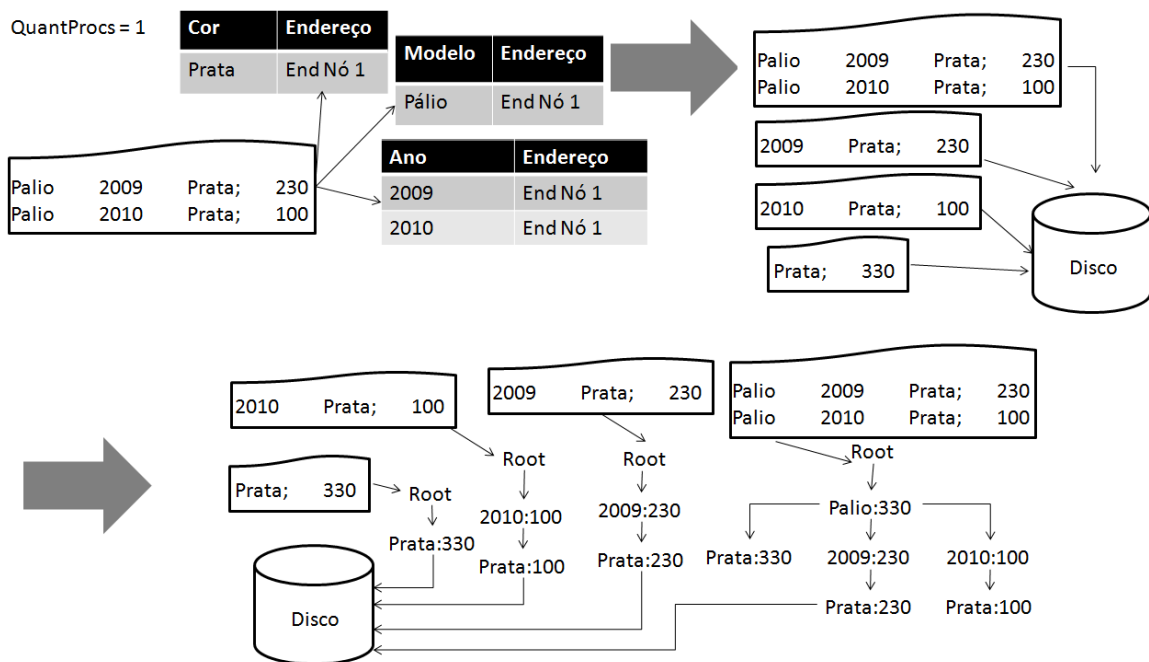 QuantProcs = 1
Cor Endereço
Prata End Nó 1
Modelo Endereço
Pálio End Nó 1
Ano Endereço
2009 End Nó 1
2010 End Nó 1
Palio 2009 Prata; 230
Palio 2010 Prata; 100
Palio 2009 Prata; 230
Palio 2010 Prata; 100
2009 Prata; 230
2010 Prata; 100
Prata; 330
Disco
2010 Prata; 100
2009 Prata; 230
Palio 2009 Prata; 230
Palio 2010 Prata; 100
Prata; 330
Root
Prata:330
Root
2010:100
Prata:100
Root
2009:230
Prata:230
Root
Palio:330
Prata:330 2009:230 2010:100
Prata:230 Prata:100
Disco